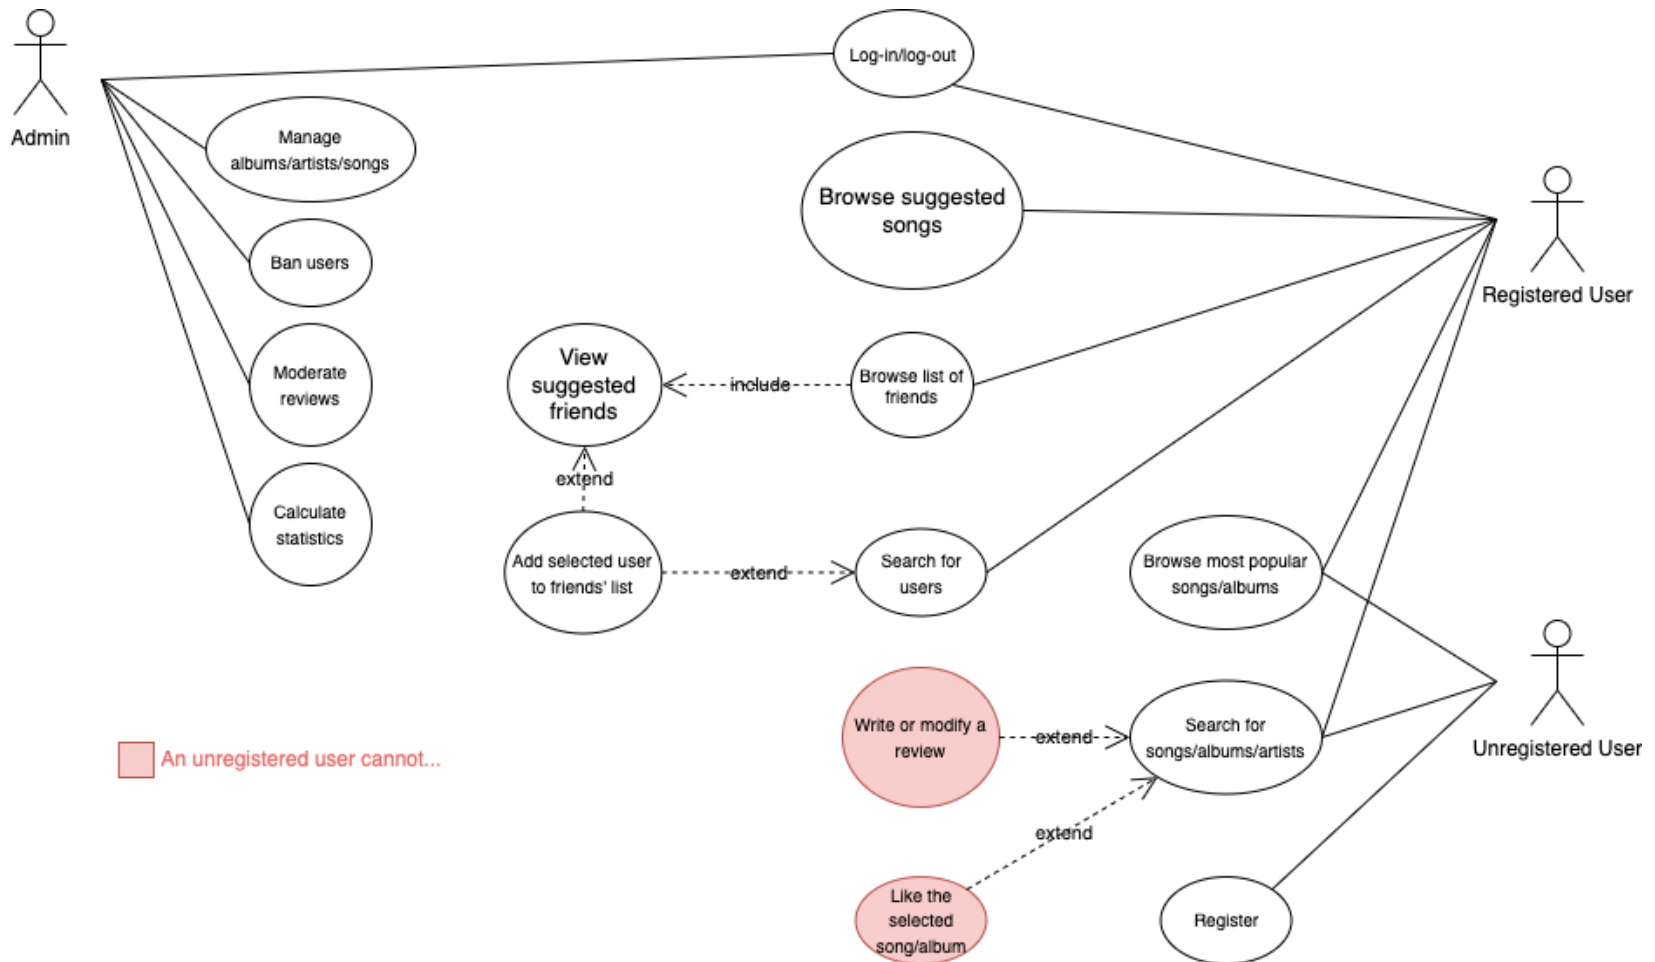 Log-in/log-out
Admin
Manage
albums/artists/songs
Browse suggested
songs
Ban users
Registered User
View
suggested
friends
include
Browse list of
friends
Moderate
reviews
extend
Calculate
statistics
Add selected user
to friends' list
extend
Search for
users
Browse most popular
songs/albums
Write or modify a
review
extend
Search for
songs/albums/artists
Unregistered User
An unregistered user cannot...
extend
Like the
selected
song/album
Register